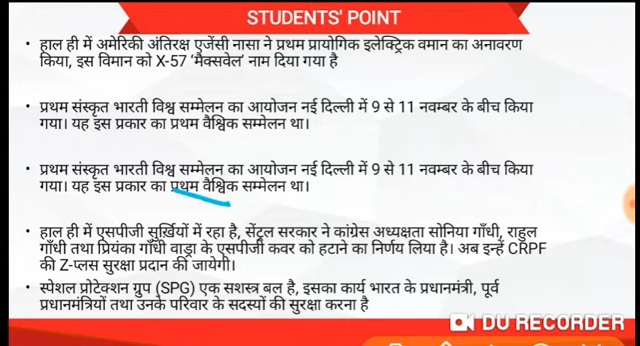 STUDENTS' POINT
• हाल ही में अमेरिकी अंतरिक्ष एजेंसी नासा ने प्रथम प्रायोगिक इलेक्ट्रिक वमान का अनावरण
किया, इस विमान को X-57 'मैक्सवेल' नाम दिया गया है
• प्रथम संस्कृत भारती विश्व सम्मेलन का आयोजन नई दिल्ली में 9 से 11 नवम्बर के बीच किया
गया। यह इस प्रकार का प्रथम वैश्विक सम्मेलन था।
• प्रथम संस्कृत भारती विश्व सम्मेलन का आयोजन नई दिल्ली में 9 से 11 नवम्बर के बीच किया
गया। यह इस प्रकार का प्रथम वैश्विक सम्मेलन था।
• हाल ही में एसपीजी सुर्ख़ियों में रहा है, सेंट्रल सरकार ने कांग्रेस अध्यक्षता सोनिया गाँधी, राहुल
गाँधी तथा प्रियंका गाँधी वाड्रा के एसपीजी कवर को हटाने का निर्णय लिया है। अब इन्हें CRPF
की Z-प्लस सुरक्षा प्रदान की जायेगी।
• स्पेशल प्रोटेक्शन ग्रुप (SPG) एक सशस्त्र बल है, इसका कार्य भारत के प्रधानमंत्री, पूर्व
प्रधानमंत्रियों तथा उनके परिवार के सदस्यों की सुरक्षा करना है
DU RECORDER